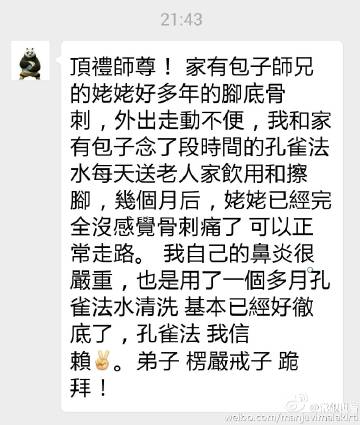 21:43
頂禮師尊！ 家有包子師兄
的姥姥好多年的腳底骨
刺，外出走動不便，我和家
有包子念了段時間的孔雀法
水每天送老人家飲用和擦
腳，幾個月后，姥姥已經完
全沒感覺骨刺痛了 可以正
常走路。 我自己的鼻炎很
嚴重，也是用了一個多月孔
雀法水清洗 基本已經好徹
底了，孔雀法 我信
賴✌。弟子 楞嚴戒子 跪
拜！
weibo.com/manjuvimalakirti